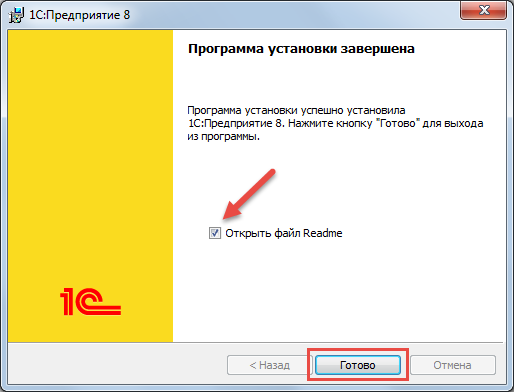 1С:Предприятие 8
Программа установки завершена
Программа установки успешно установила
1С:Предприятие 8. Нажмите кнопку "Готово" для выхода
из программы.
Открыть файл Readme
1С
< Назад
Готово
Отмена